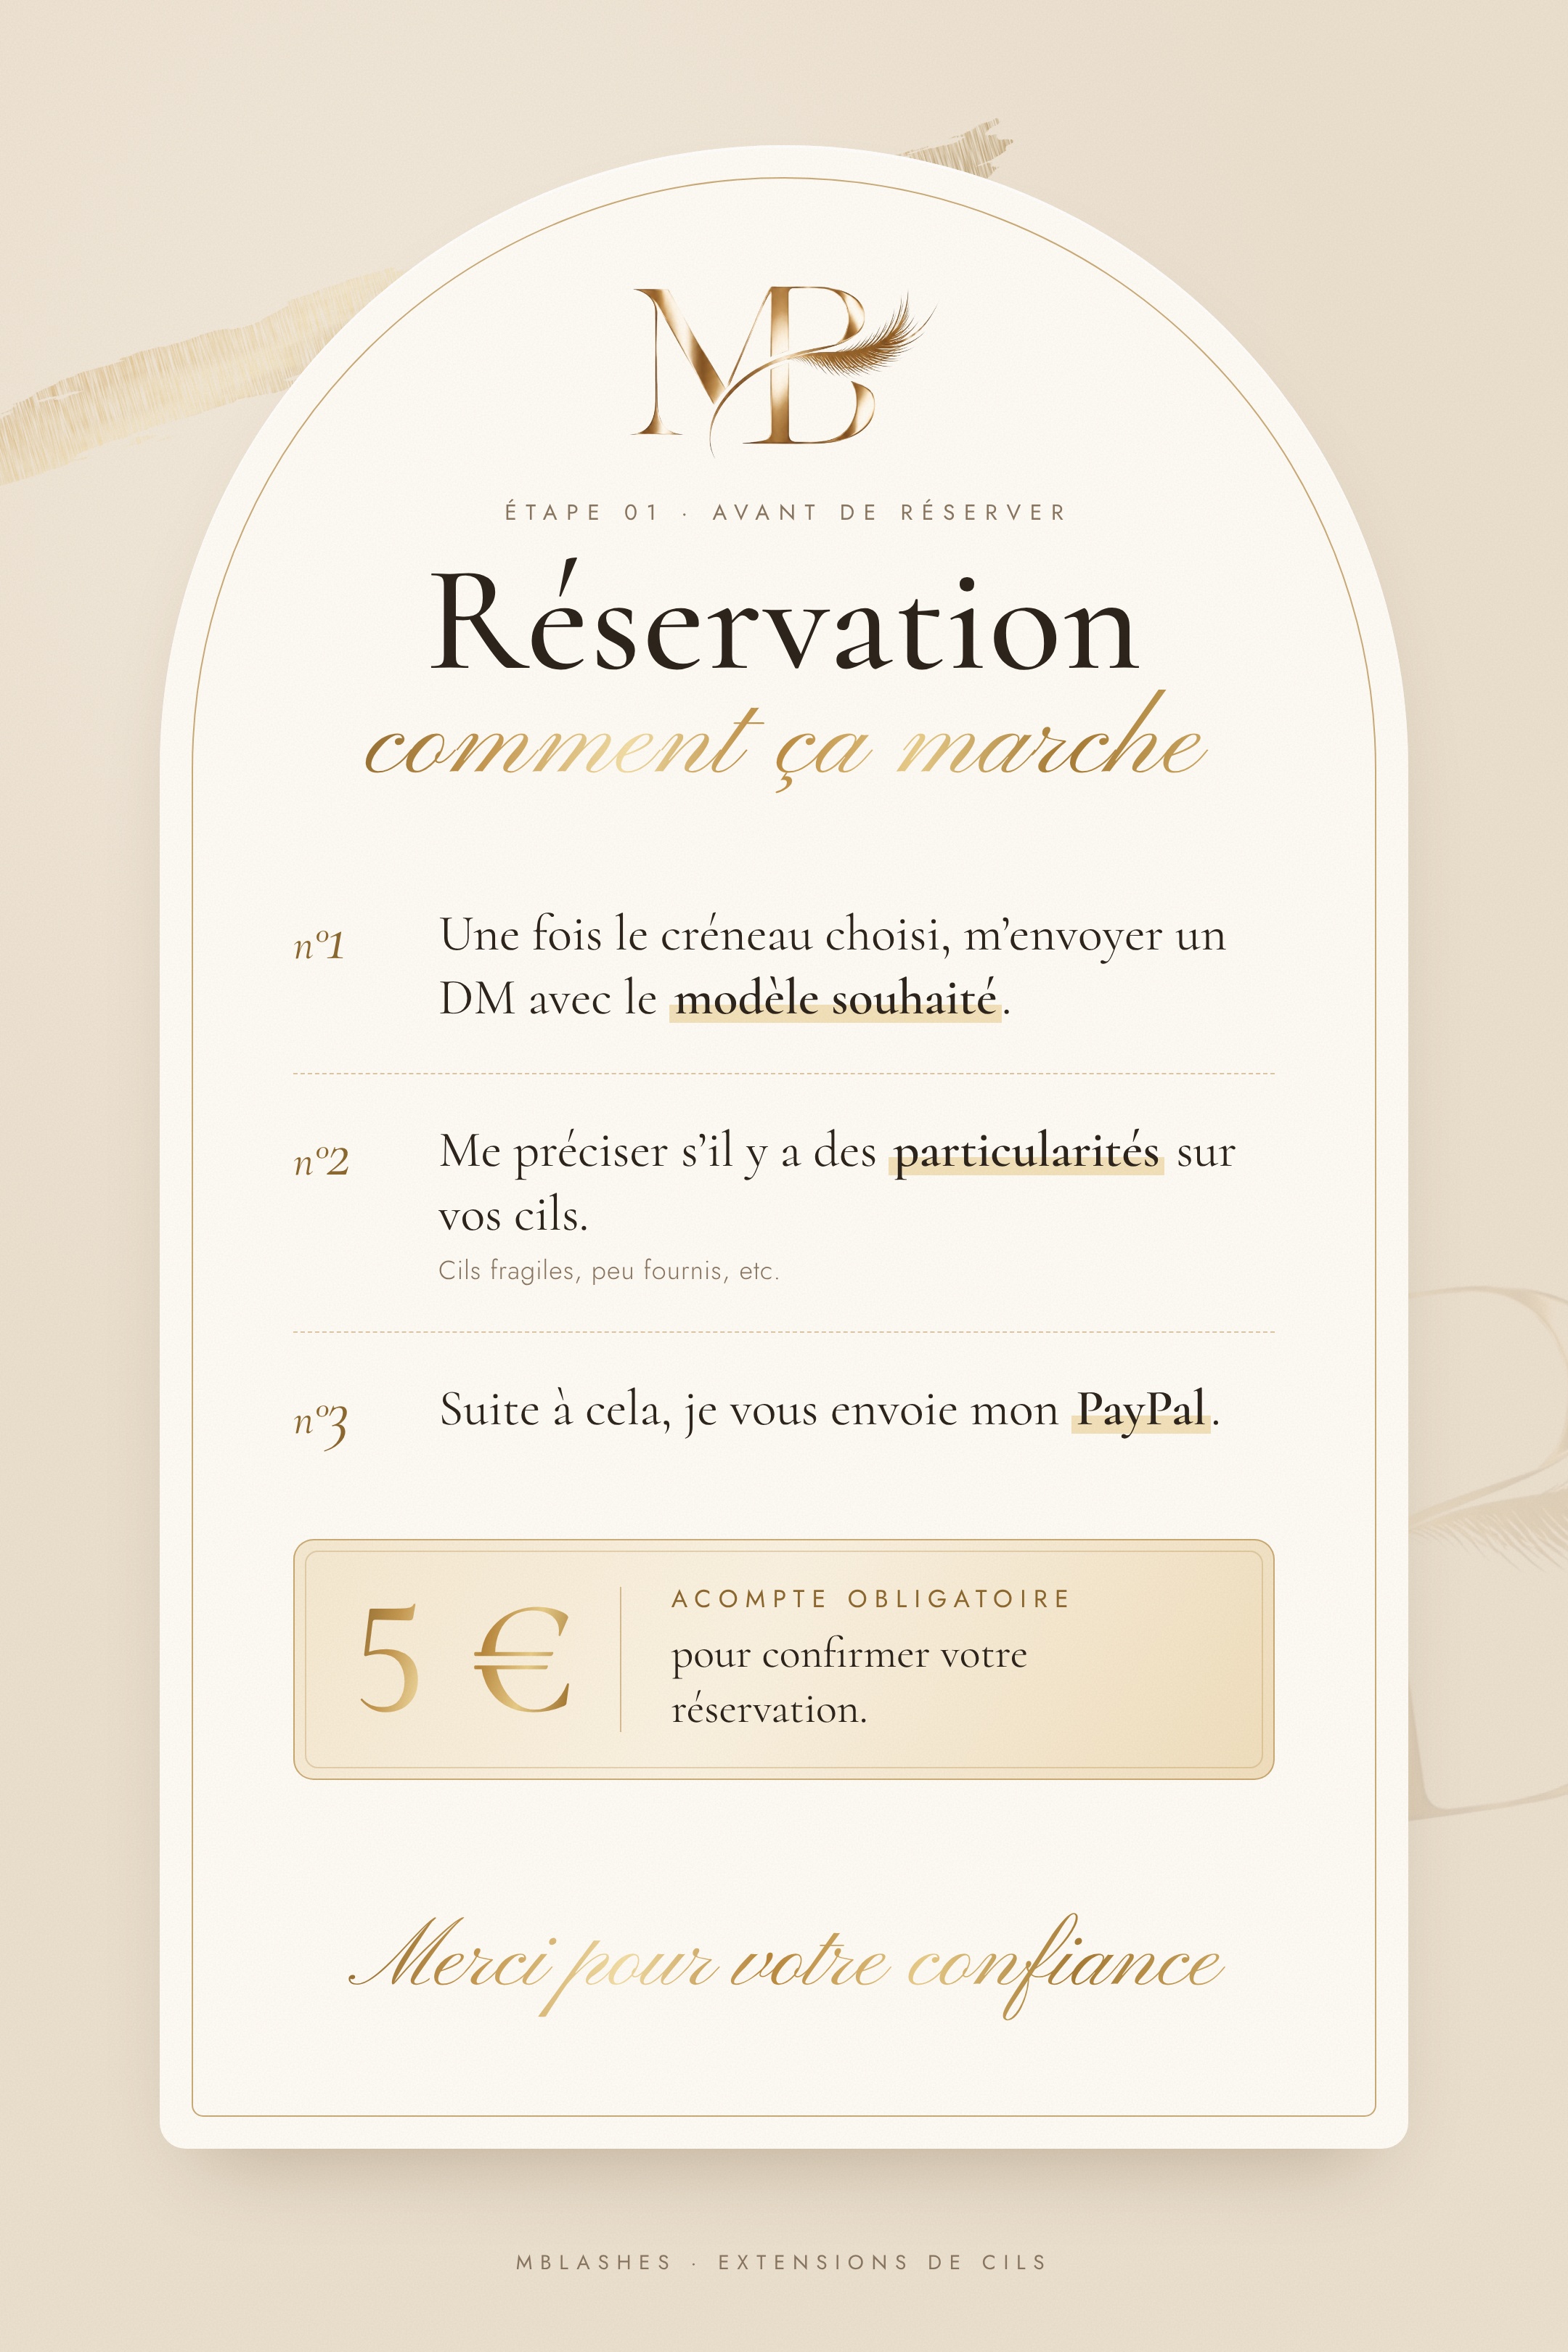 MB
ÉTAPE 01 · AVANT DE RÉSERVER
Réservation
comment ça marche
n°1
Une fois le créneau choisi, m’envoyer un
DM avec le modèle souhaité.
n°2
Me préciser s’il y a des particularités sur
vos cils.
Cils fragiles, peu fournis, etc.
n°3
Suite à cela, je vous envoie mon PayPal.
5 €
ACOMPTE OBLIGATOIRE
pour confirmer votre
réservation.
Merci pour votre confiance
MBLASHES · EXTENSIONS DE CILS